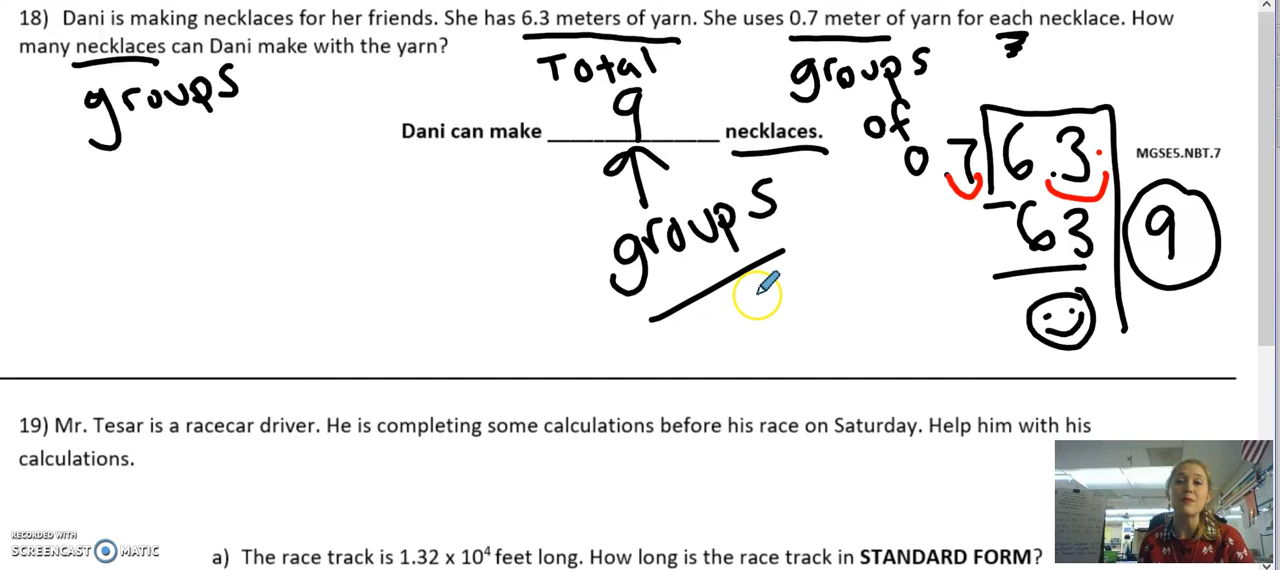 18) Dani is making necklaces for her friends. She has 6.3 meters of yarn. She uses 0.7 meter of yarn for each necklace. How
many necklaces can Dani make with the yarn?
groups
Total
groups
of
9
Dani can make ____________ necklaces.
groups
0.7 6.3.
-63
9
MGSE5.NBT.7
19) Mr. Tesar is a racecar driver. He is completing some calculations before his race on Saturday. Help him with his
calculations.
RECORDED WITH
SCREENCAST MATIC
a) The race track is 1.32 x 10⁴ feet long. How long is the race track in STANDARD FORM?